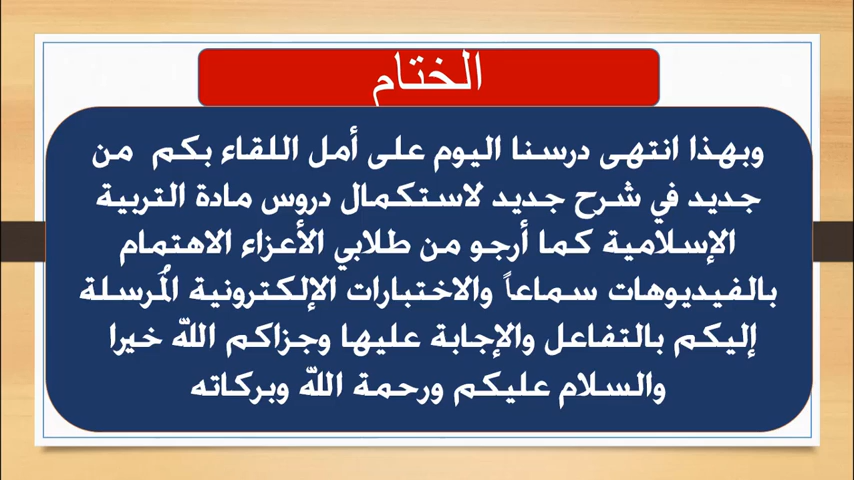 الختام
وبهذا انتهى درسنا اليوم على أمل اللقاء بكم من
جديد في شرح جديد لاستكمال دروس مادة التربية
الإسلامية كما أرجو من طلابي الأعزاء الاهتمام
بالفيديوهات سماعاً والاختبارات الإلكترونية المُرسلة
إليكم بالتفاعل والإجابة عليها وجزاكم الله خيرا
والسلام عليكم ورحمة الله وبركاته